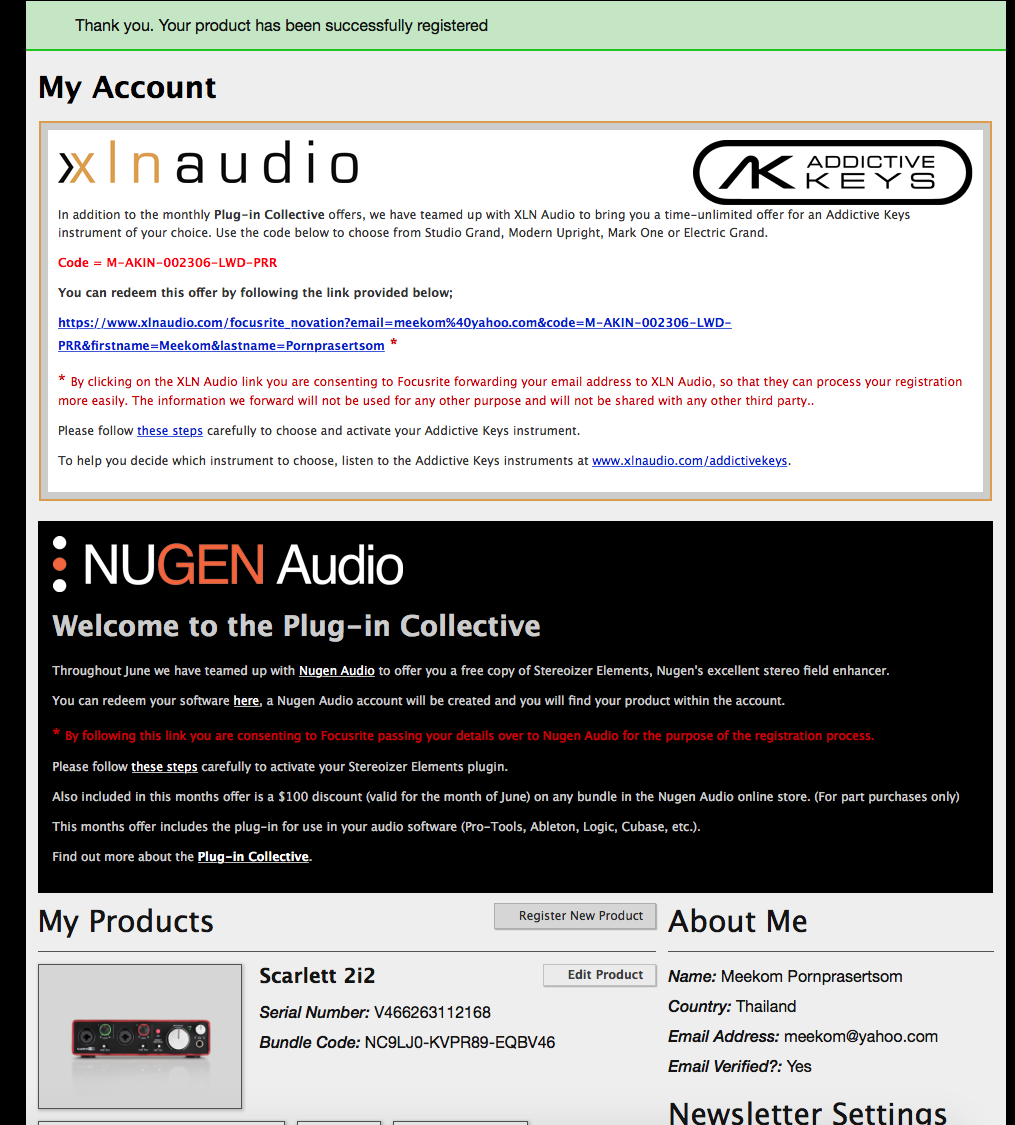 Thank you. Your product has been successfully registered
My Account
xlnaudio
ADDICTIVE
KEYS
In addition to the monthly Plug-in Collective offers, we have teamed up with XLN Audio to bring you a time-unlimited offer for an Addictive Keys
instrument of your choice. Use the code below to choose from Studio Grand, Modern Upright, Mark One or Electric Grand.
Code = M-AKIN-002306-LWD-PRR
You can redeem this offer by following the link provided below;
https://www.xlnaudio.com/focusrite_novation?email=meekom%40yahoo.com&code=M-AKIN-002306-LWD-
PRR&firstname=Meekom&lastname=Pornprasertsom *
* By clicking on the XLN Audio link you are consenting to Focusrite forwarding your email address to XLN Audio, so that they can process your registration
more easily. The information we forward will not be used for any other purpose and will not be shared with any other third party..
Please follow these steps carefully to choose and activate your Addictive Keys instrument.
To help you decide which instrument to choose, listen to the Addictive Keys instruments at www.xlnaudio.com/addictivekeys.
NUGEN Audio
Welcome to the Plug-in Collective
Throughout June we have teamed up with Nugen Audio to offer you a free copy of Stereoizer Elements, Nugen's excellent stereo field enhancer.
You can redeem your software here, a Nugen Audio account will be created and you will find your product within the account.
* By following this link you are consenting to Focusrite passing your details over to Nugen Audio for the purpose of the registration process.
Please follow these steps carefully to activate your Stereoizer Elements plugin.
Also included in this months offer is a $100 discount (valid for the month of June) on any bundle in the Nugen Audio online store. (For part purchases only)
This months offer includes the plug-in for use in your audio software (Pro-Tools, Ableton, Logic, Cubase, etc.).
Find out more about the Plug-in Collective.
My Products
Register New Product
Scarlett 2i2
Edit Product
Serial Number: V466263112168
Bundle Code: NC9LJ0-KVPR89-EQBV46
About Me
Name: Meekom Pornprasertsom
Country: Thailand
Email Address: meekom@yahoo.com
Email Verified?: Yes
Newsletter Settings